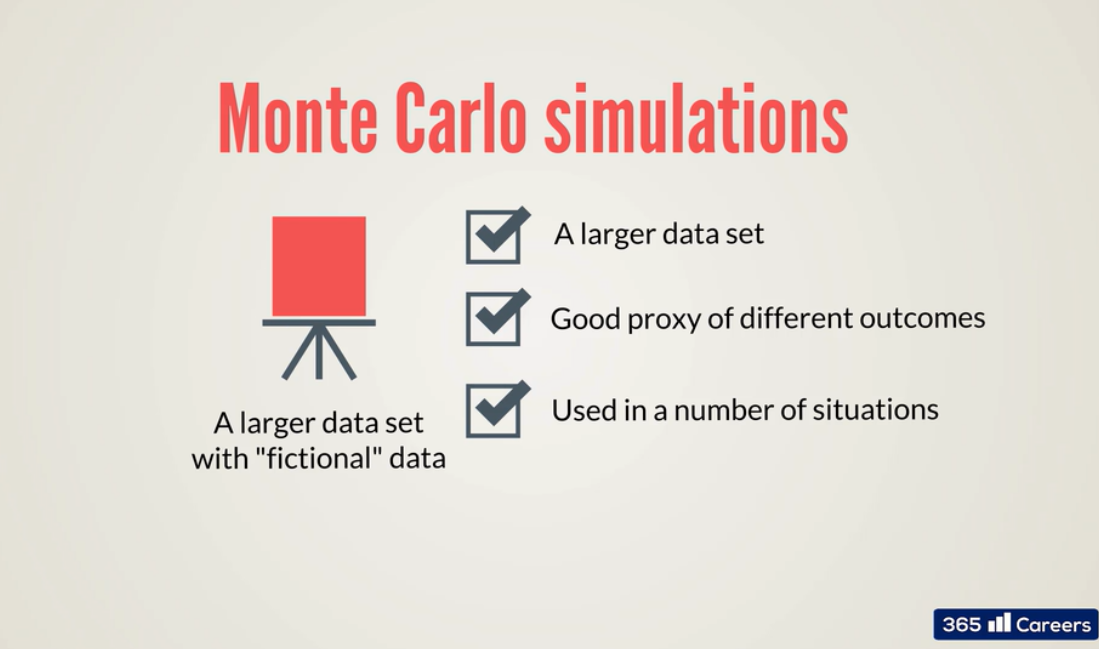 Monte Carlo simulations
A larger data set
Good proxy of different outcomes
Used in a number of situations
A larger data set
with "fictional" data
365 Careers